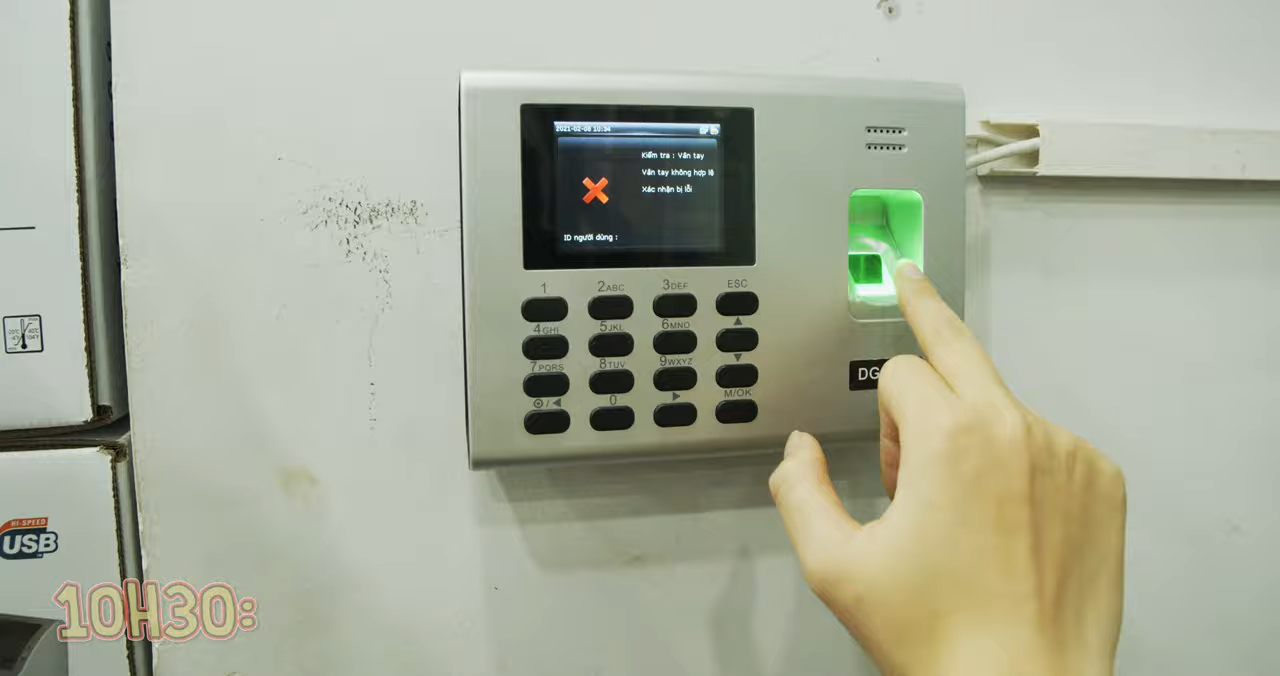 2021-02-08 10:34
Kiểm tra : Vân tay
Vân tay không hợp lệ
Xác nhận bị lỗi
ID người dùng :
1 2ABC 3DEF ESC
4GHI 5JKL 6MNO ▲
7PQRS 8TUV 9WXYZ ▼
/◀ 0 ▶ M/OK
DG
HI-SPEED
USB
10H30: